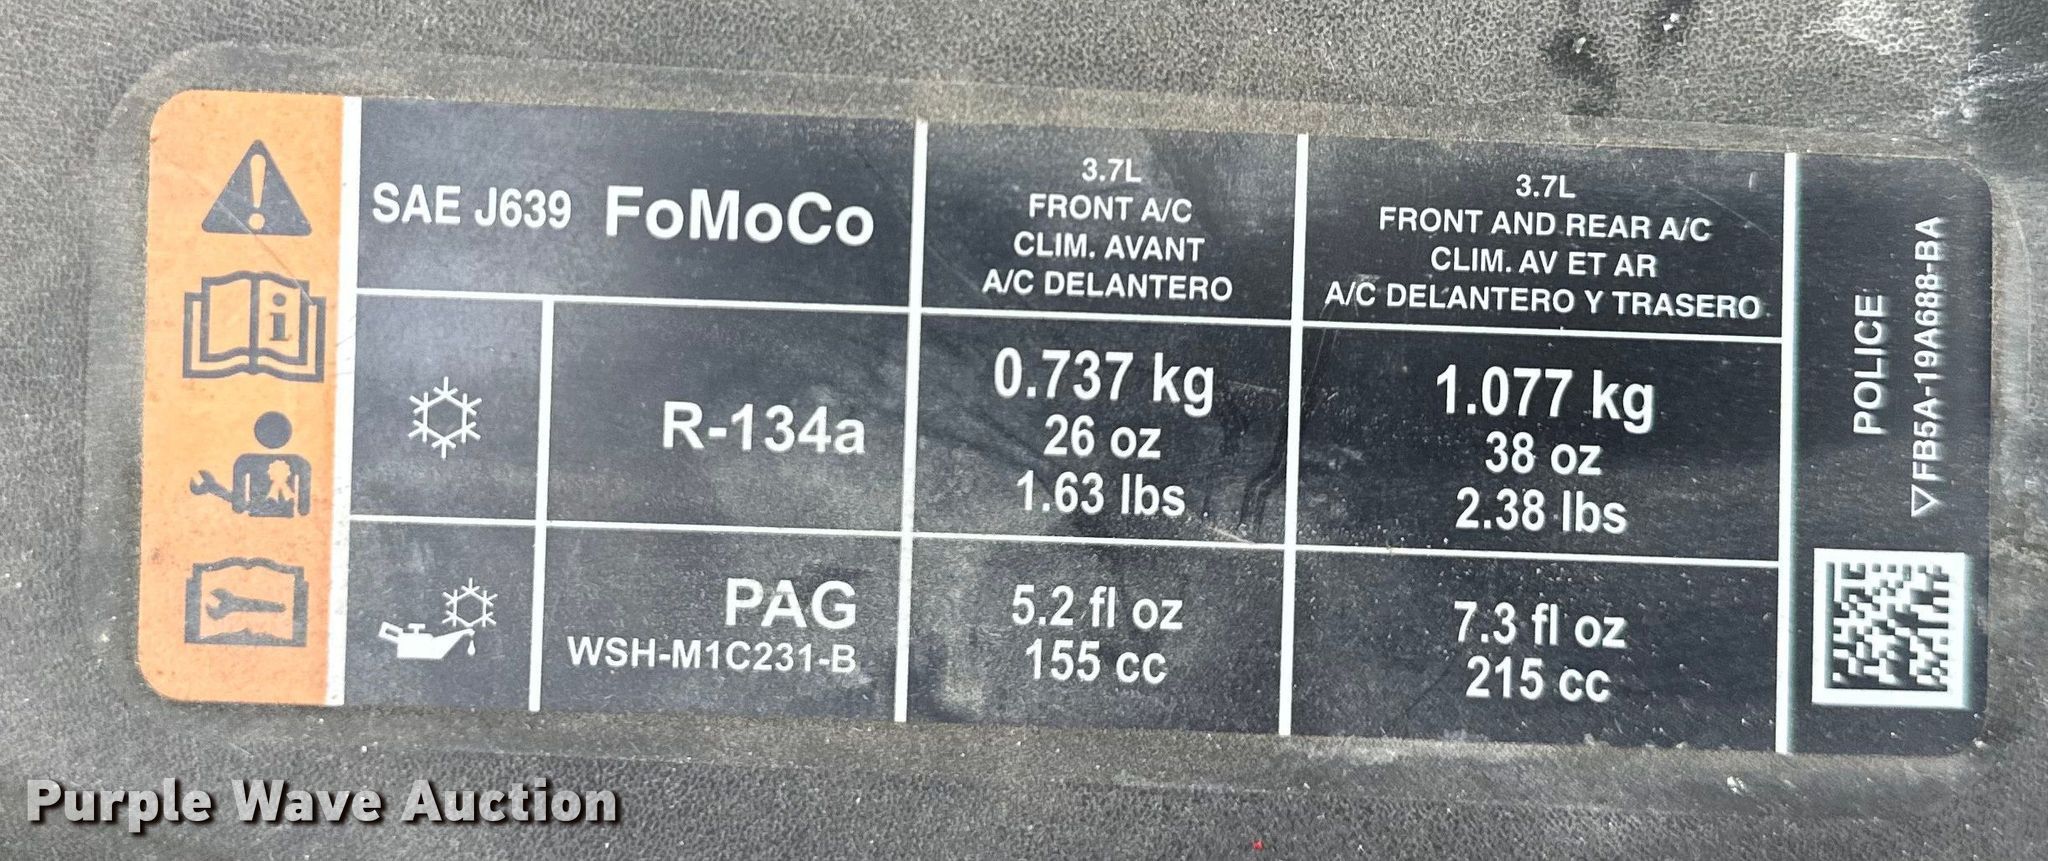 SAE J639 FoMoCo
3.7L
FRONT A/C
CLIM. AVANT
A/C DELANTERO
3.7L
FRONT AND REAR A/C
CLIM. AV ET AR
A/C DELANTERO Y TRASERO
R-134a
0.737 kg
26 oz
1.63 lbs
1.077 kg
38 oz
2.38 lbs
PAG
WSH-M1C231-B
5.2 fl oz
155 cc
7.3 fl oz
215 cc
POLICE
FB5A-19A688-BA
Purple Wave Auction